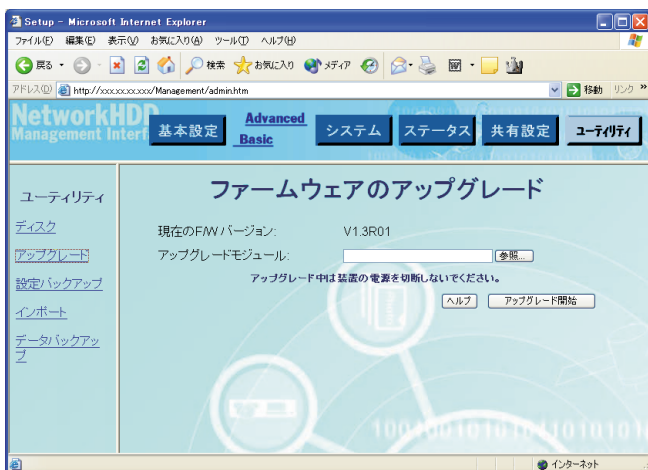 Setup - Microsoft Internet Explorer
ファイル(F) 編集(E) 表示(V) お気に入り(A) ツール(T) ヘルプ(H)
戻る 検索 お気に入り メディア
アドレス(D) http://xxx.xx.xxx.xxx/Management/admin.htm 移動 リンク »
NetworkHDD
Management Interf
基本設定 Advanced システム ステータス 共有設定 ユーティリティ
Basic
ユーティリティ
ディスク
アップグレード
設定バックアップ
インポート
データバックアッ
プ
ファームウェアのアップグレード
現在のF/Wバージョン: V1.3R01
アップグレードモジュール: 参照...
アップグレード中は装置の電源を切断しないでください。
ヘルプ アップグレード開始
インターネット